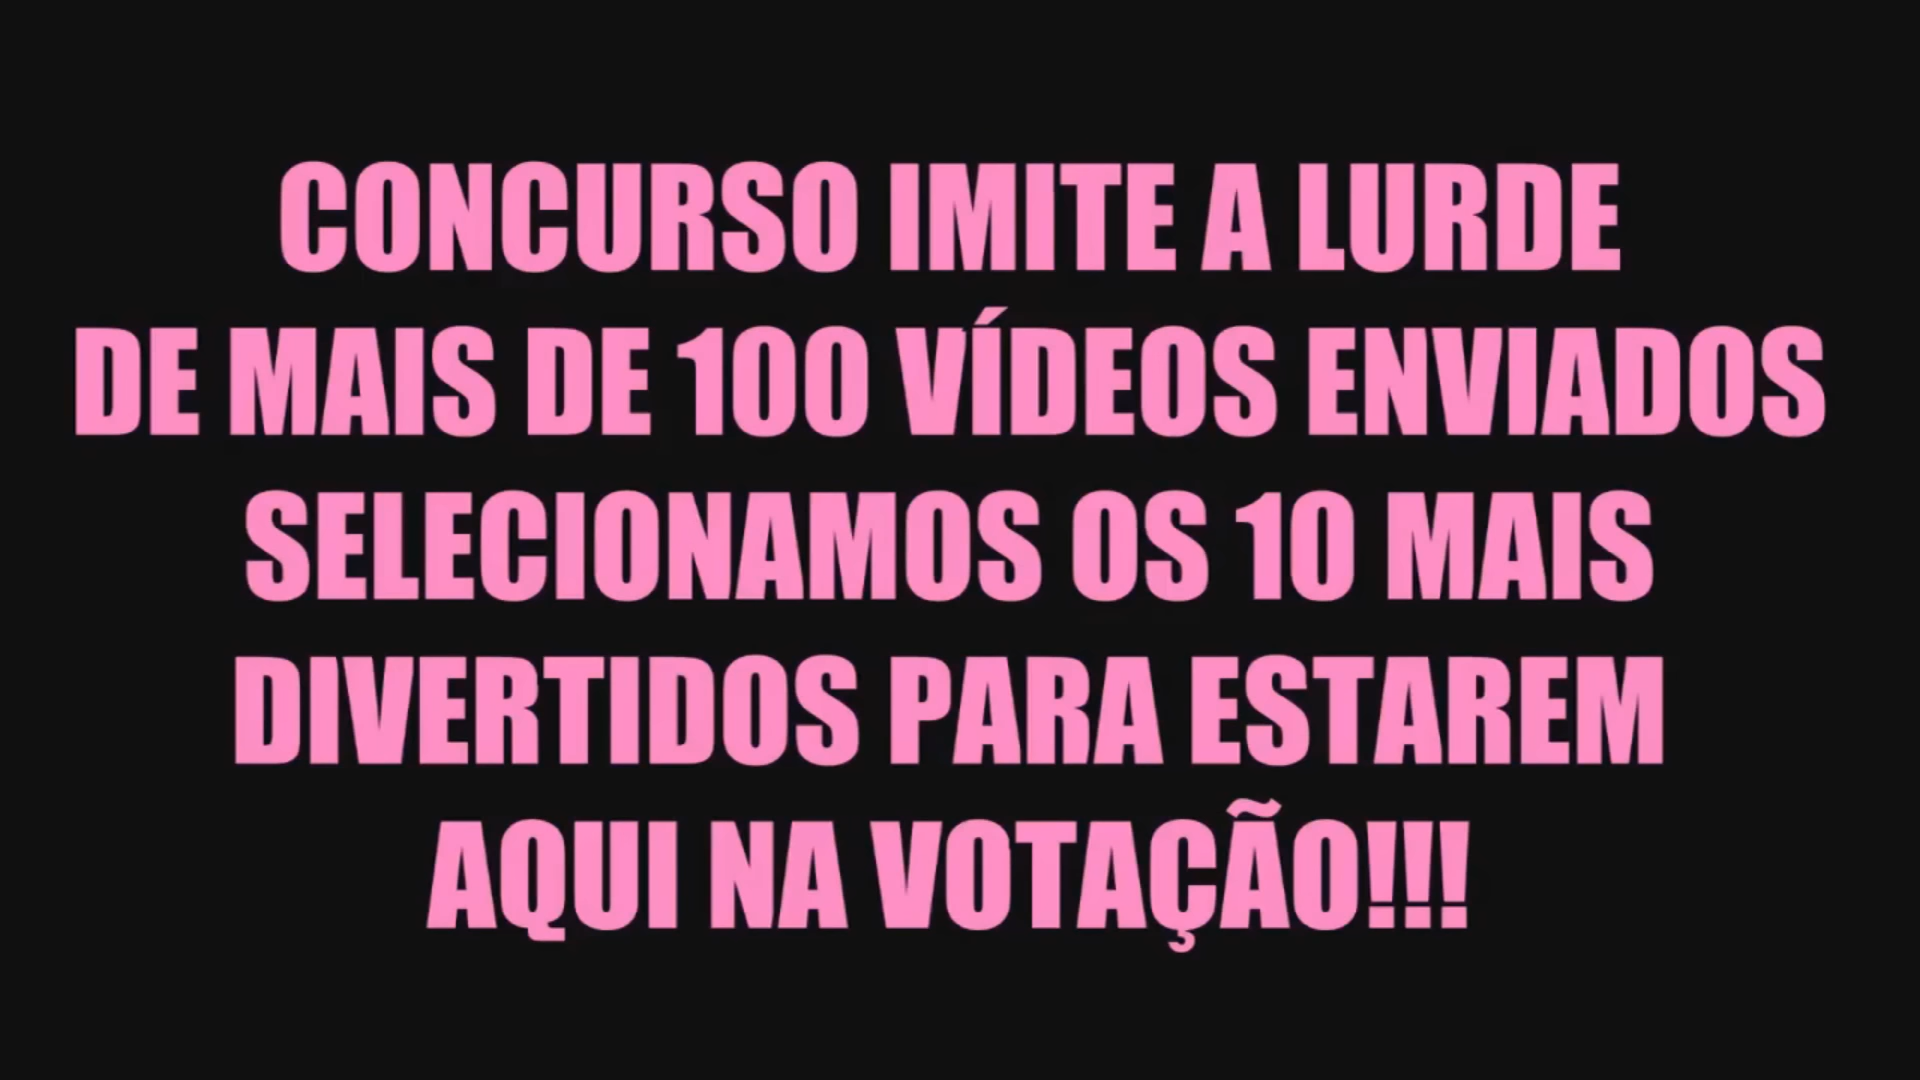 CONCURSO IMITE A LURDE
DE MAIS DE 100 VÍDEOS ENVIADOS
SELECIONAMOS OS 10 MAIS
DIVERTIDOS PARA ESTAREM
AQUI NA VOTAÇÃO!!!